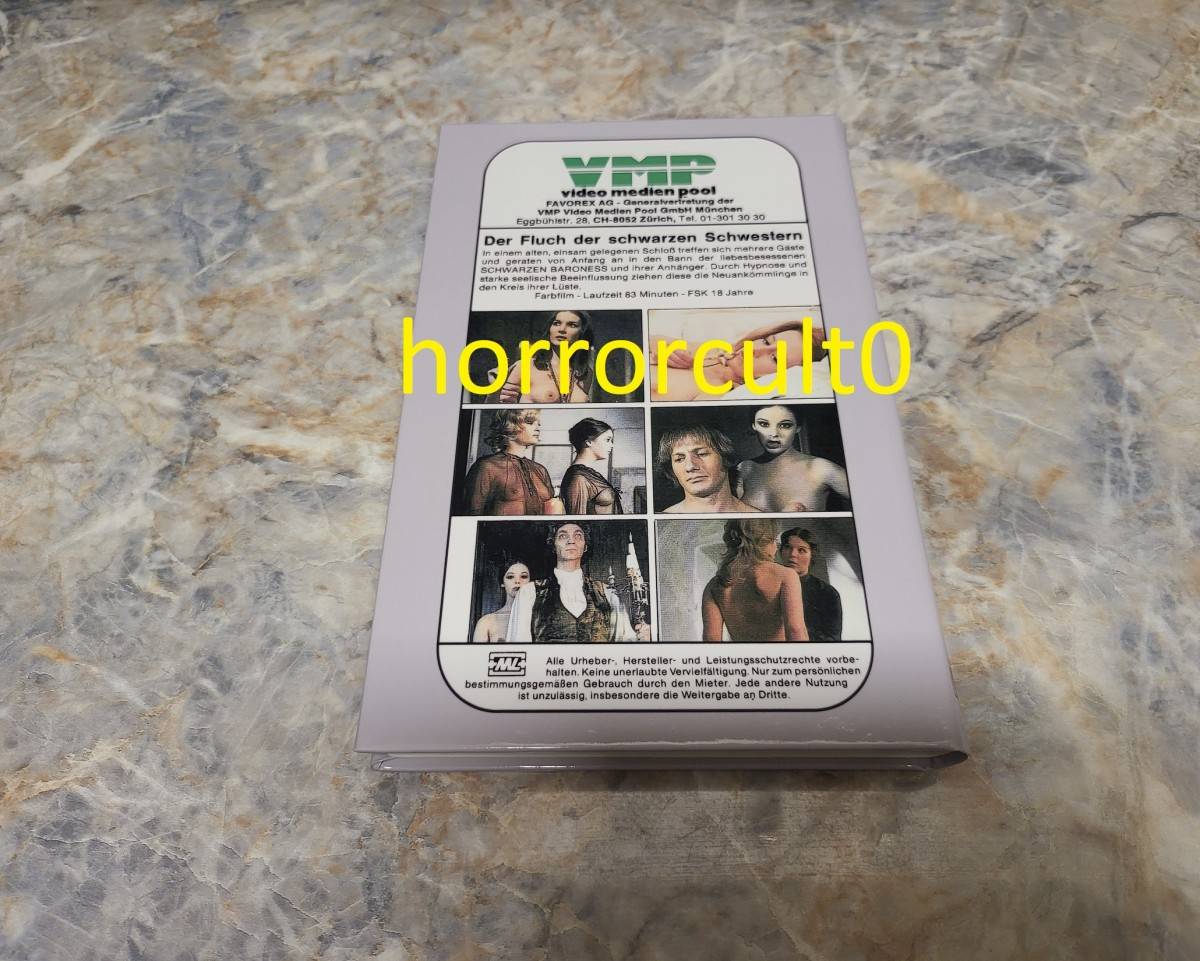 VMP
video medien pool
FAVOREX AG - Generalvertretung der
VMP Video Medien Pool GmbH München
Eggbühlstr. 28, CH-8052 Zürich, Tel. 01-301 30 30
Der Fluch der schwarzen Schwestern
In einem alten, einsam gelegenen Schloß treffen sich mehrere Gäste
und geraten von Anfang an in den Bann der liebesbesessenen
SCHWARZEN BARONESS und ihrer Anhänger. Durch Hypnose und
starke seelische Beeinflussung ziehen diese die Neuankömmlinge in
den Kreis ihrer Lüste.
Farbfilm - Laufzeit 83 Minuten - FSK 18 Jahre
horrorcult0
ML
Alle Urheber-, Hersteller- und Leistungsschutzrechte vorbe-
halten. Keine unerlaubte Vervielfältigung. Nur zum persönlichen
bestimmungsgemäßen Gebrauch durch den Mieter. Jede andere Nutzung
ist unzulässig, insbesondere die Weitergabe an Dritte.